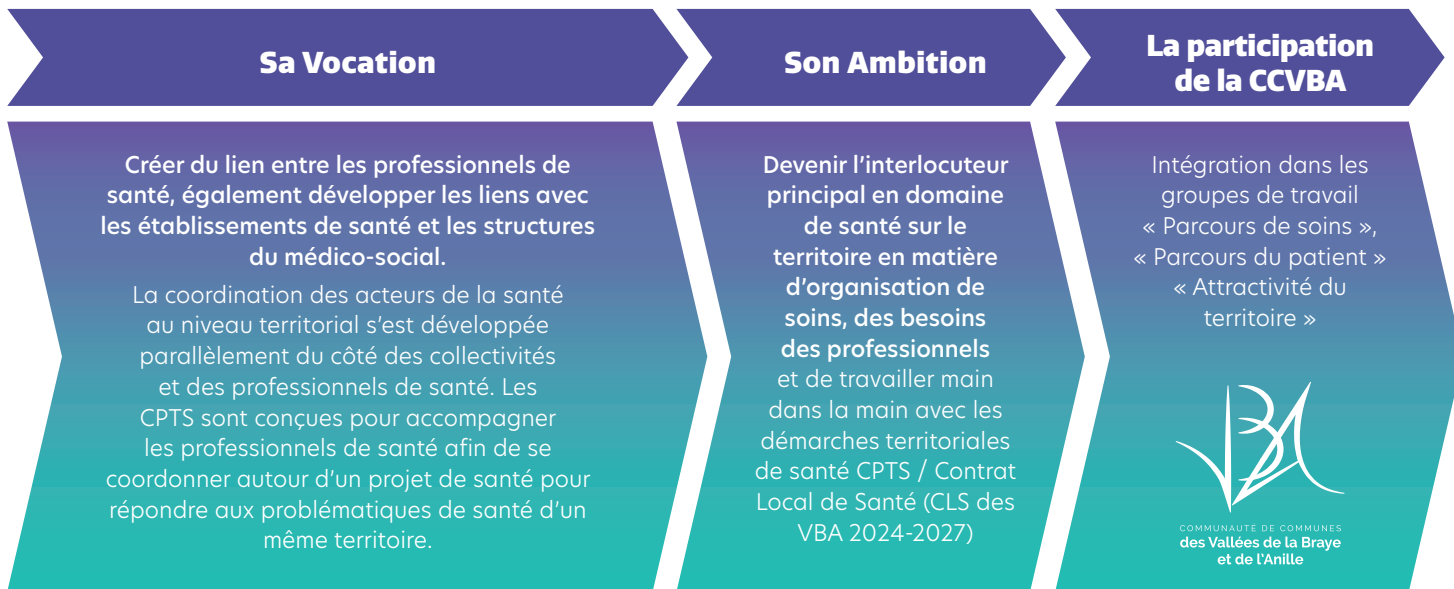 Sa Vocation
Créer du lien entre les professionnels de
santé, également développer les liens avec
les établissements de santé et les structures
du médico-social.
La coordination des acteurs de la santé
au niveau territorial s'est développée
parallèlement du côté des collectivités
et des professionnels de santé. Les
CPTS sont conçues pour accompagner
les professionnels de santé afin de se
coordonner autour d'un projet de santé pour
répondre aux problématiques de santé d'un
même territoire.
Son Ambition
Devenir l'interlocuteur
principal en domaine
de santé sur le
territoire en matière
d'organisation de
soins, des besoins
des professionnels
et de travailler main
dans la main avec les
démarches territoriales
de santé CPTS / Contrat
Local de Santé (CLS des
VBA 2024-2027)
La participation
de la CCVBA
Intégration dans les
groupes de travail
« Parcours de soins »,
« Parcours du patient »
« Attractivité du
territoire »
VBA
COMMUNAUTÉ DE COMMUNES
des Vallées de la Braye
et de l'Anille